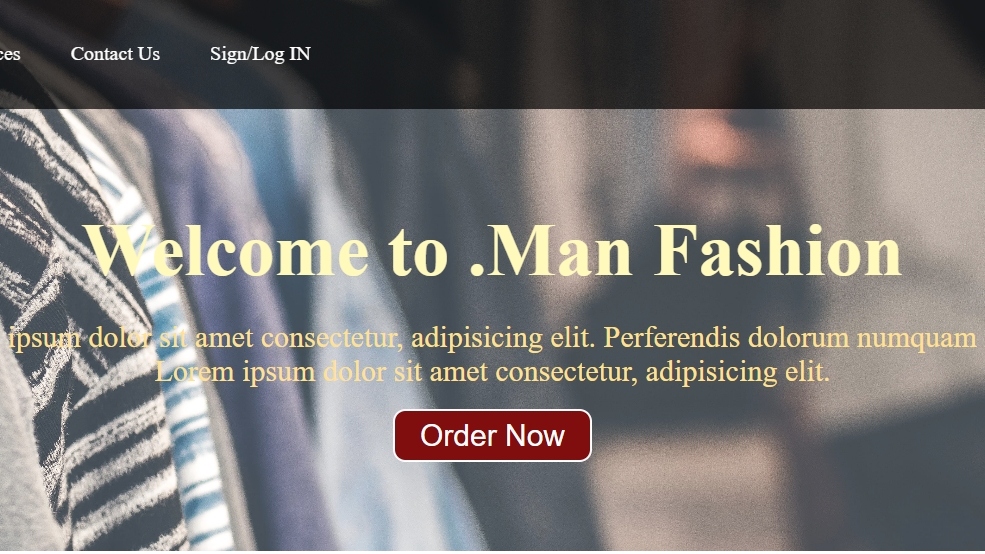 ces Contact Us Sign/Log IN
Welcome to .Man Fashion
ipsum dolor sit amet consectetur, adipisicing elit. Perferendis dolorum numquam
Lorem ipsum dolor sit amet consectetur, adipisicing elit.
Order Now